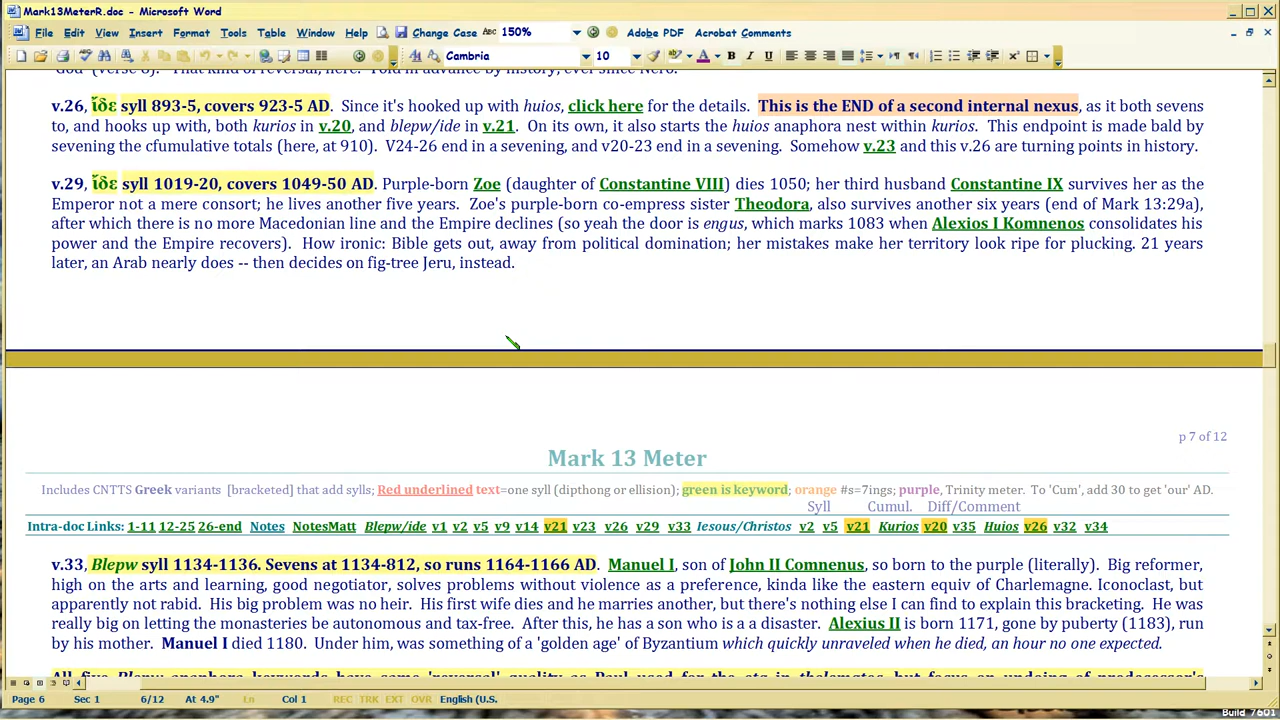 Mark13MeterR.doc - Microsoft Word
File Edit View Insert Format Tools Table Window Help Change Case ABC 150% Adobe PDF Acrobat Comments
Cambria 10
v.26, ἴδε syll 893-5, covers 923-5 AD. Since it's hooked up with huios, click here for the details. This is the END of a second internal nexus, as it both sevens
to, and hooks up with, both kurios in v.20, and blepw/ide in v.21. On its own, it also starts the huios anaphora nest within kurios. This endpoint is made bald by
sevening the cfumulative totals (here, at 910). V24-26 end in a sevening, and v20-23 end in a sevening. Somehow v.23 and this v.26 are turning points in history.
v.29, ἴδε syll 1019-20, covers 1049-50 AD. Purple-born Zoe (daughter of Constantine VIII) dies 1050; her third husband Constantine IX survives her as the
Emperor not a mere consort; he lives another five years. Zoe's purple-born co-empress sister Theodora, also survives another six years (end of Mark 13:29a),
after which there is no more Macedonian line and the Empire declines (so yeah the door is engus, which marks 1083 when Alexios I Komnenos consolidates his
power and the Empire recovers). How ironic: Bible gets out, away from political domination; her mistakes make her territory look ripe for plucking. 21 years
later, an Arab nearly does -- then decides on fig-tree Jeru, instead.
p 7 of 12
Mark 13 Meter
Includes CNTTS Greek variants [bracketed] that add sylls; Red underlined text=one syll (dipthong or ellision); green is keyword; orange #s=7ings; purple, Trinity meter. To 'Cum', add 30 to get 'our' AD.
Syll Cumul. Diff/Comment
Intra-doc Links: 1-11 12-25 26-end Notes NotesMatt Blepw/ide v1 v2 v5 v9 v14 v21 v23 v26 v29 v33 Iesous/Christos v2 v5 v21 Kurios v20 v35 Huios v26 v32 v34
v.33, Blepw syll 1134-1136. Sevens at 1134-812, so runs 1164-1166 AD. Manuel I, son of John II Comnenus, so born to the purple (literally). Big reformer,
high on the arts and learning, good negotiator, solves problems without violence as a preference, kinda like the eastern equiv of Charlemagne. Iconoclast, but
apparently not rabid. His big problem was no heir. His first wife dies and he marries another, but there's nothing else I can find to explain this bracketing. He was
really big on letting the monasteries be autonomous and tax-free. After this, he has a son who is a a disaster. Alexius II is born 1171, gone by puberty (1183), run
by his mother. Manuel I died 1180. Under him, was something of a 'golden age' of Byzantium which quickly unraveled when he died, an hour no one expected.
Page 6 Sec 1 6/12 At 4.9" Ln Col 1 REC TRK EXT OVR English (U.S.
Build 7601